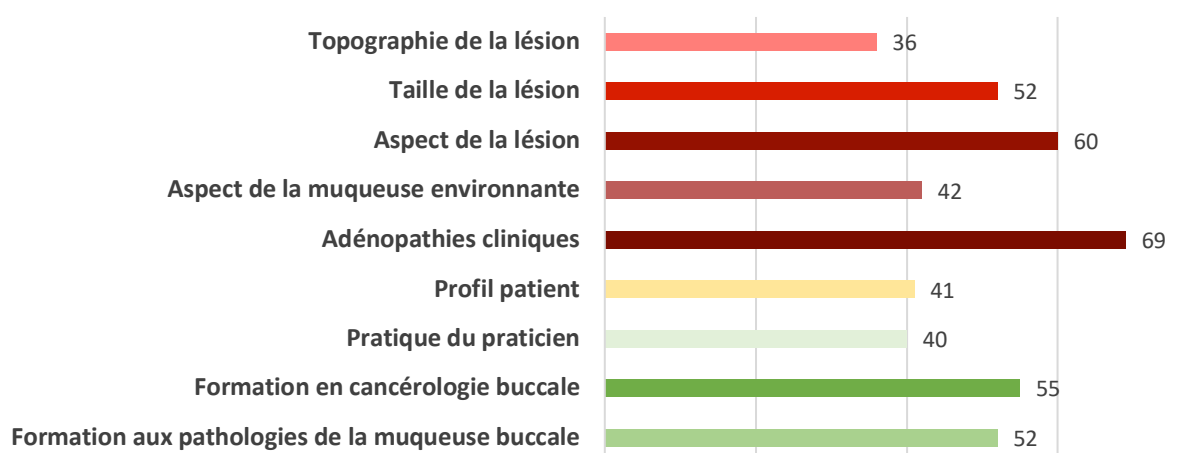 Topographie de la lésion 36
Taille de la lésion 52
Aspect de la lésion 60
Aspect de la muqueuse environnante 42
Adénopathies cliniques 69
Profil patient 41
Pratique du praticien 40
Formation en cancérologie buccale 55
Formation aux pathologies de la muqueuse buccale 52